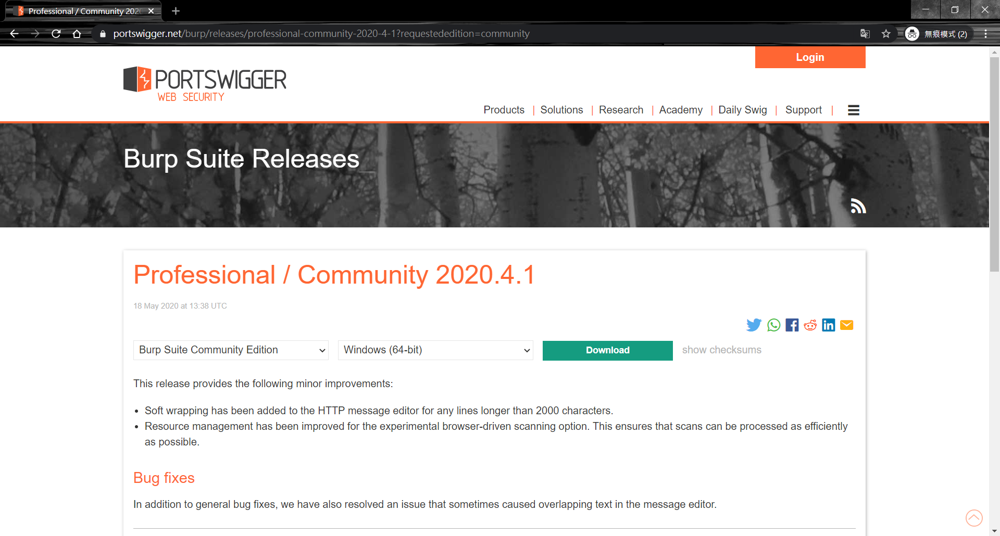 Professional / Community 202
portswigger.net/burp/releases/professional-community-2020-4-1?requestededition=community
無痕模式 (2)
Login
PORTSWIGGER
WEB SECURITY
Products | Solutions | Research | Academy | Daily Swig | Support |
Burp Suite Releases_
Professional / Community 2020.4.1
18 May 2020 at 13:38 UTC
Burp Suite Community Edition
Windows (64-bit)
Download
show checksums
This release provides the following minor improvements:
• Soft wrapping has been added to the HTTP message editor for any lines longer than 2000 characters.
• Resource management has been improved for the experimental browser-driven scanning option. This ensures that scans can be processed as efficiently
as possible.
Bug fixes
In addition to general bug fixes, we have also resolved an issue that sometimes caused overlapping text in the message editor.